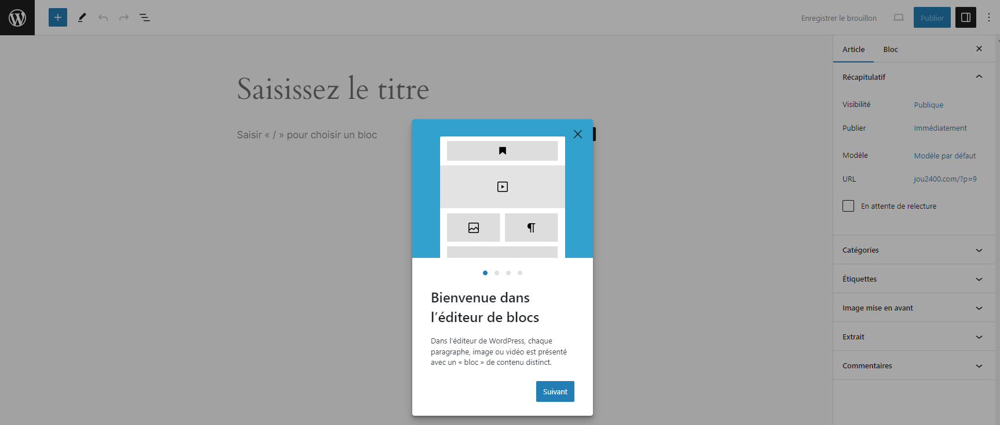 Enregistrer le brouillon
Publier
Saisissez le titre
Saisir « / » pour choisir un bloc
Bienvenue dans
l’éditeur de blocs
Dans l’éditeur de WordPress, chaque
paragraphe, image ou vidéo est présenté
avec un « bloc » de contenu distinct.
Suivant
Article Bloc
Récapitulatif
Visibilité Publique
Publier Immédiatement
Modèle Modèle par défaut
URL jou2400.com/?p=9
En attente de relecture
Catégories
Étiquettes
Image mise en avant
Extrait
Commentaires